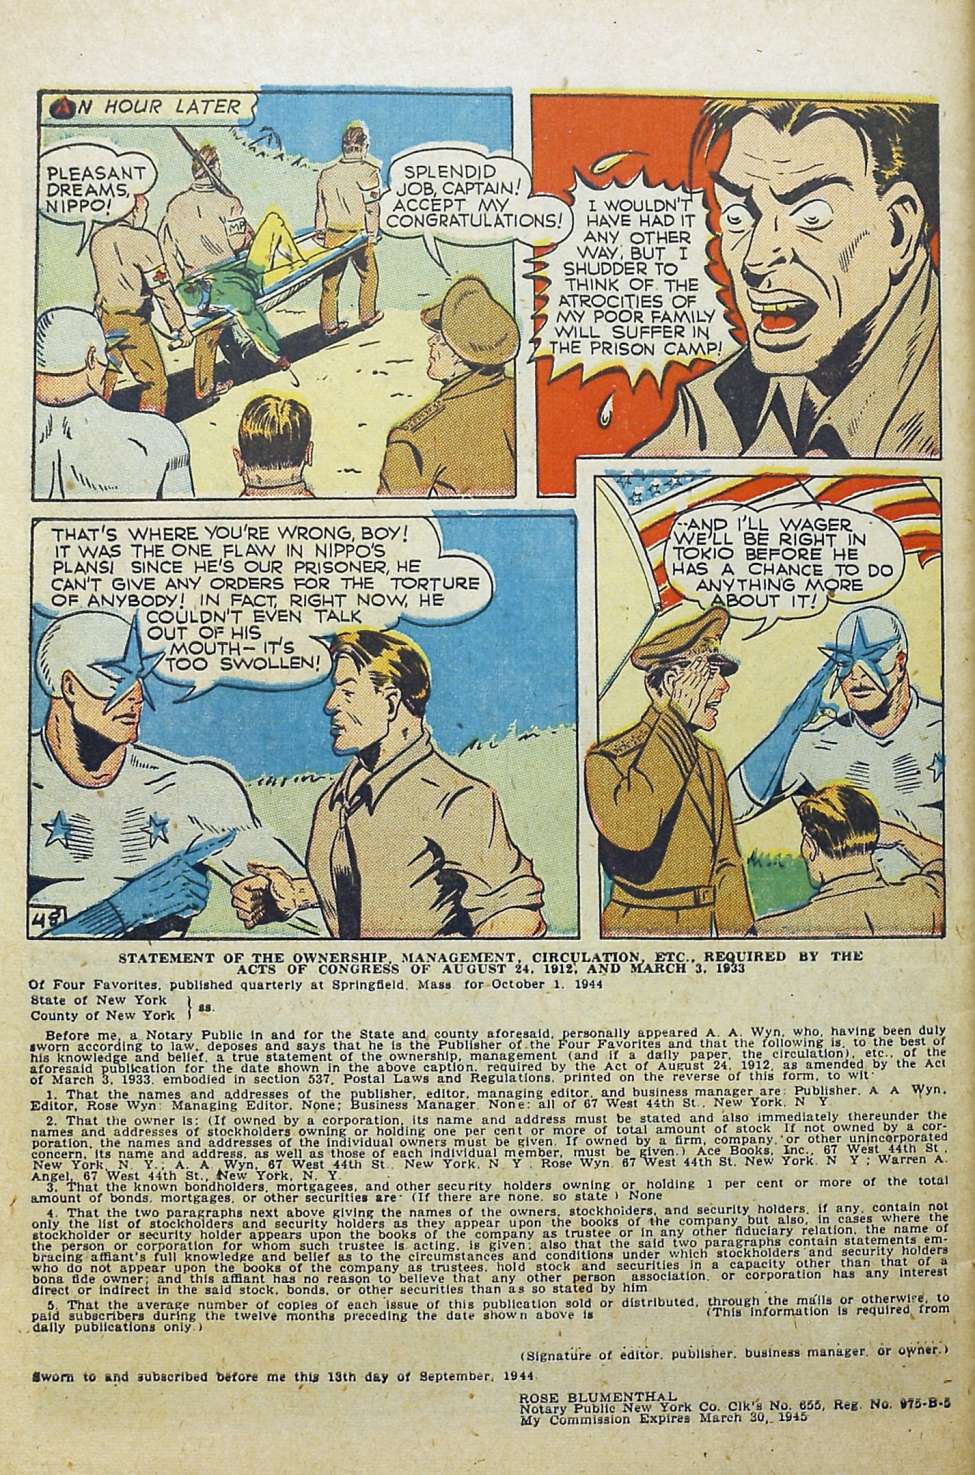 AN HOUR LATER
PLEASANT
DREAMS,
NIPPO!
MP
SPLENDID
JOB, CAPTAIN!
ACCEPT MY
CONGRATULATIONS!
I WOULDN'T
HAVE HAD IT
ANY OTHER
WAY, BUT I
SHUDDER TO
THINK OF THE
ATROCITIES OF
MY POOR FAMILY
WILL SUFFER IN
THE PRISON CAMP!
THAT'S WHERE YOU'RE WRONG, BOY!
IT WAS THE ONE FLAW IN NIPPO'S
PLANS! SINCE HE'S OUR PRISONER, HE
CAN'T GIVE ANY ORDERS FOR THE TORTURE
OF ANYBODY! IN FACT, RIGHT NOW, HE
COULDN'T EVEN TALK
OUT OF HIS
MOUTH- IT'S
TOO SWOLLEN!
48
--AND I'LL WAGER
WE'LL BE RIGHT IN
TOKIO BEFORE HE
HAS A CHANCE TO DO
ANYTHING MORE
ABOUT IT!
STATEMENT OF THE OWNERSHIP, MANAGEMENT, CIRCULATION, ETC., REQUIRED BY THE
ACTS OF CONGRESS OF AUGUST 24, 1912, AND MARCH 3, 1933
Of Four Favorites, published quarterly at Springfield, Mass for October 1, 1944
State of New York } ss.
County of New York
Before me, a Notary Public in and for the State and county aforesaid, personally appeared A. A. Wyn, who, having been duly
sworn according to law, deposes and says that he is the Publisher of the Four Favorites and that the following is, to the best of
his knowledge and belief, a true statement of the ownership, management (and if a daily paper, the circulation), etc., of the
aforesaid publication for the date shown in the above caption, required by the Act of August 24, 1912, as amended by the Act
of March 3, 1933, embodied in section 537, Postal Laws and Regulations, printed on the reverse of this form, to wit:
1. That the names and addresses of the publisher, editor, managing editor, and business manager are: Publisher, A A Wyn,
Editor, Rose Wyn: Managing Editor, None; Business Manager, None: all of 67 West 44th St., New York, N Y
2. That the owner is: (If owned by a corporation, its name and address must be stated and also immediately thereunder the
names and addresses of stockholders owning or holding one per cent or more of total amount of stock If not owned by a cor-
poration, the names and addresses of the individual owners must be given. If owned by a firm, company, or other unincorporated
concern, its name and address, as well as those of each individual member, must be given.) Ace Books, Inc., 67 West 44th St.,
New York, N. Y.; A. A. Wyn, 67 West 44th St., New York, N. Y; Rose Wyn, 67 West 44th St. New York, N Y; Warren A.
Angel, 67 West 44th St., New York, N. Y.
3. That the known bondholders, mortgagees, and other security holders owning or holding 1 per cent or more of the total
amount of bonds, mortgages, or other securities are: (If there are none, so state) None
4. That the two paragraphs next above giving the names of the owners, stockholders, and security holders, if any, contain not
only the list of stockholders and security holders as they appear upon the books of the company but also, in cases where the
stockholder or security holder appears upon the books of the company as trustee or in any other fiduciary relation, the name of
the person or corporation for whom such trustee is acting, is given; also that the said two paragraphs contain statements em-
bracing affiant's full knowledge and belief as to the circumstances and conditions under which stockholders and security holders
who do not appear upon the books of the company as trustees, hold stock and securities in a capacity other than that of a
bona fide owner; and this affiant has no reason to believe that any other person association, or corporation has any interest
direct or indirect in the said stock, bonds, or other securities than as so stated by him
5. That the average number of copies of each issue of this publication sold or distributed, through the mails or otherwise, to
paid subscribers during the twelve months preceding the date shown above is (This information is required from
daily publications only.)
(Signature of editor, publisher, business manager, or owner.)
Sworn to and subscribed before me this 13th day of September, 1944
ROSE BLUMENTHAL
Notary Public New York Co. Clk's No. 655, Reg. No. 975-B-5
My Commission Expires March 30, 1945